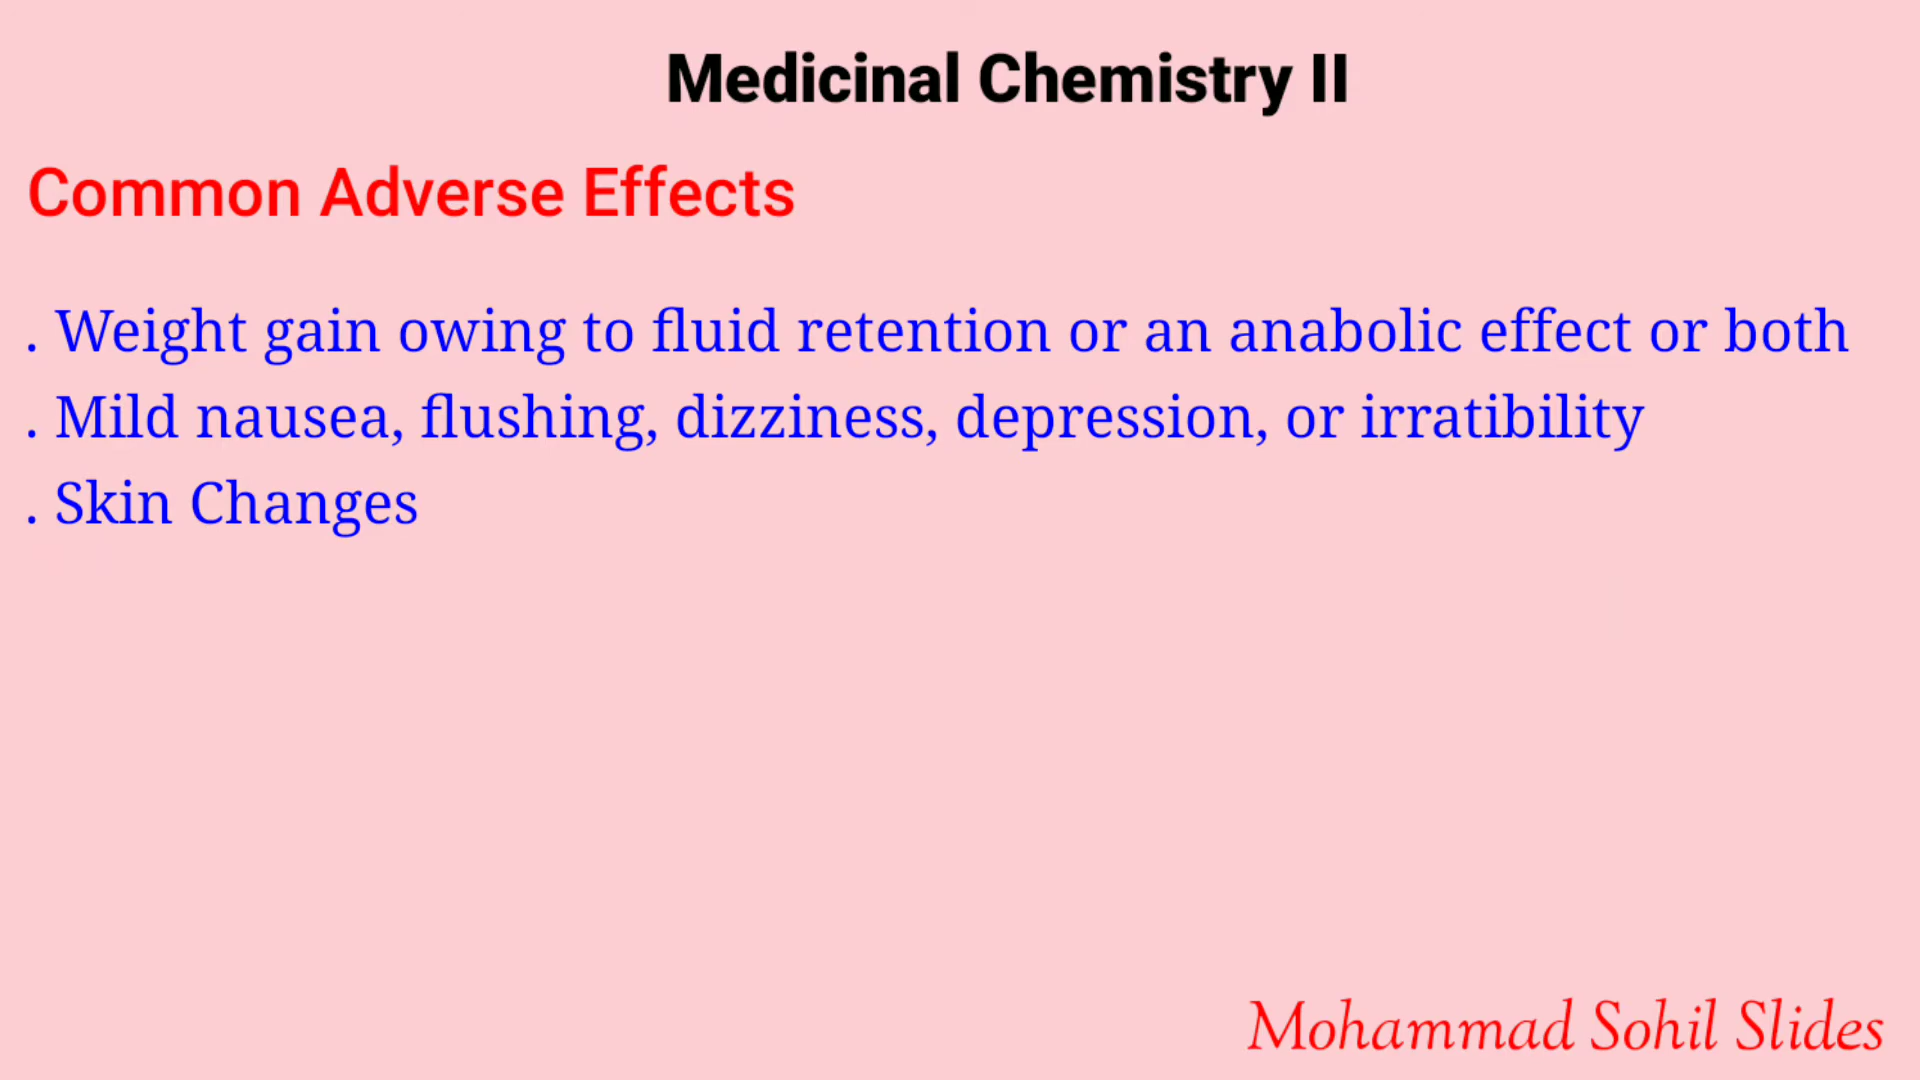 Medicinal Chemistry II
Common Adverse Effects
. Weight gain owing to fluid retention or an anabolic effect or both
. Mild nausea, flushing, dizziness, depression, or irratibility
. Skin Changes
Mohammad Sohil Slides